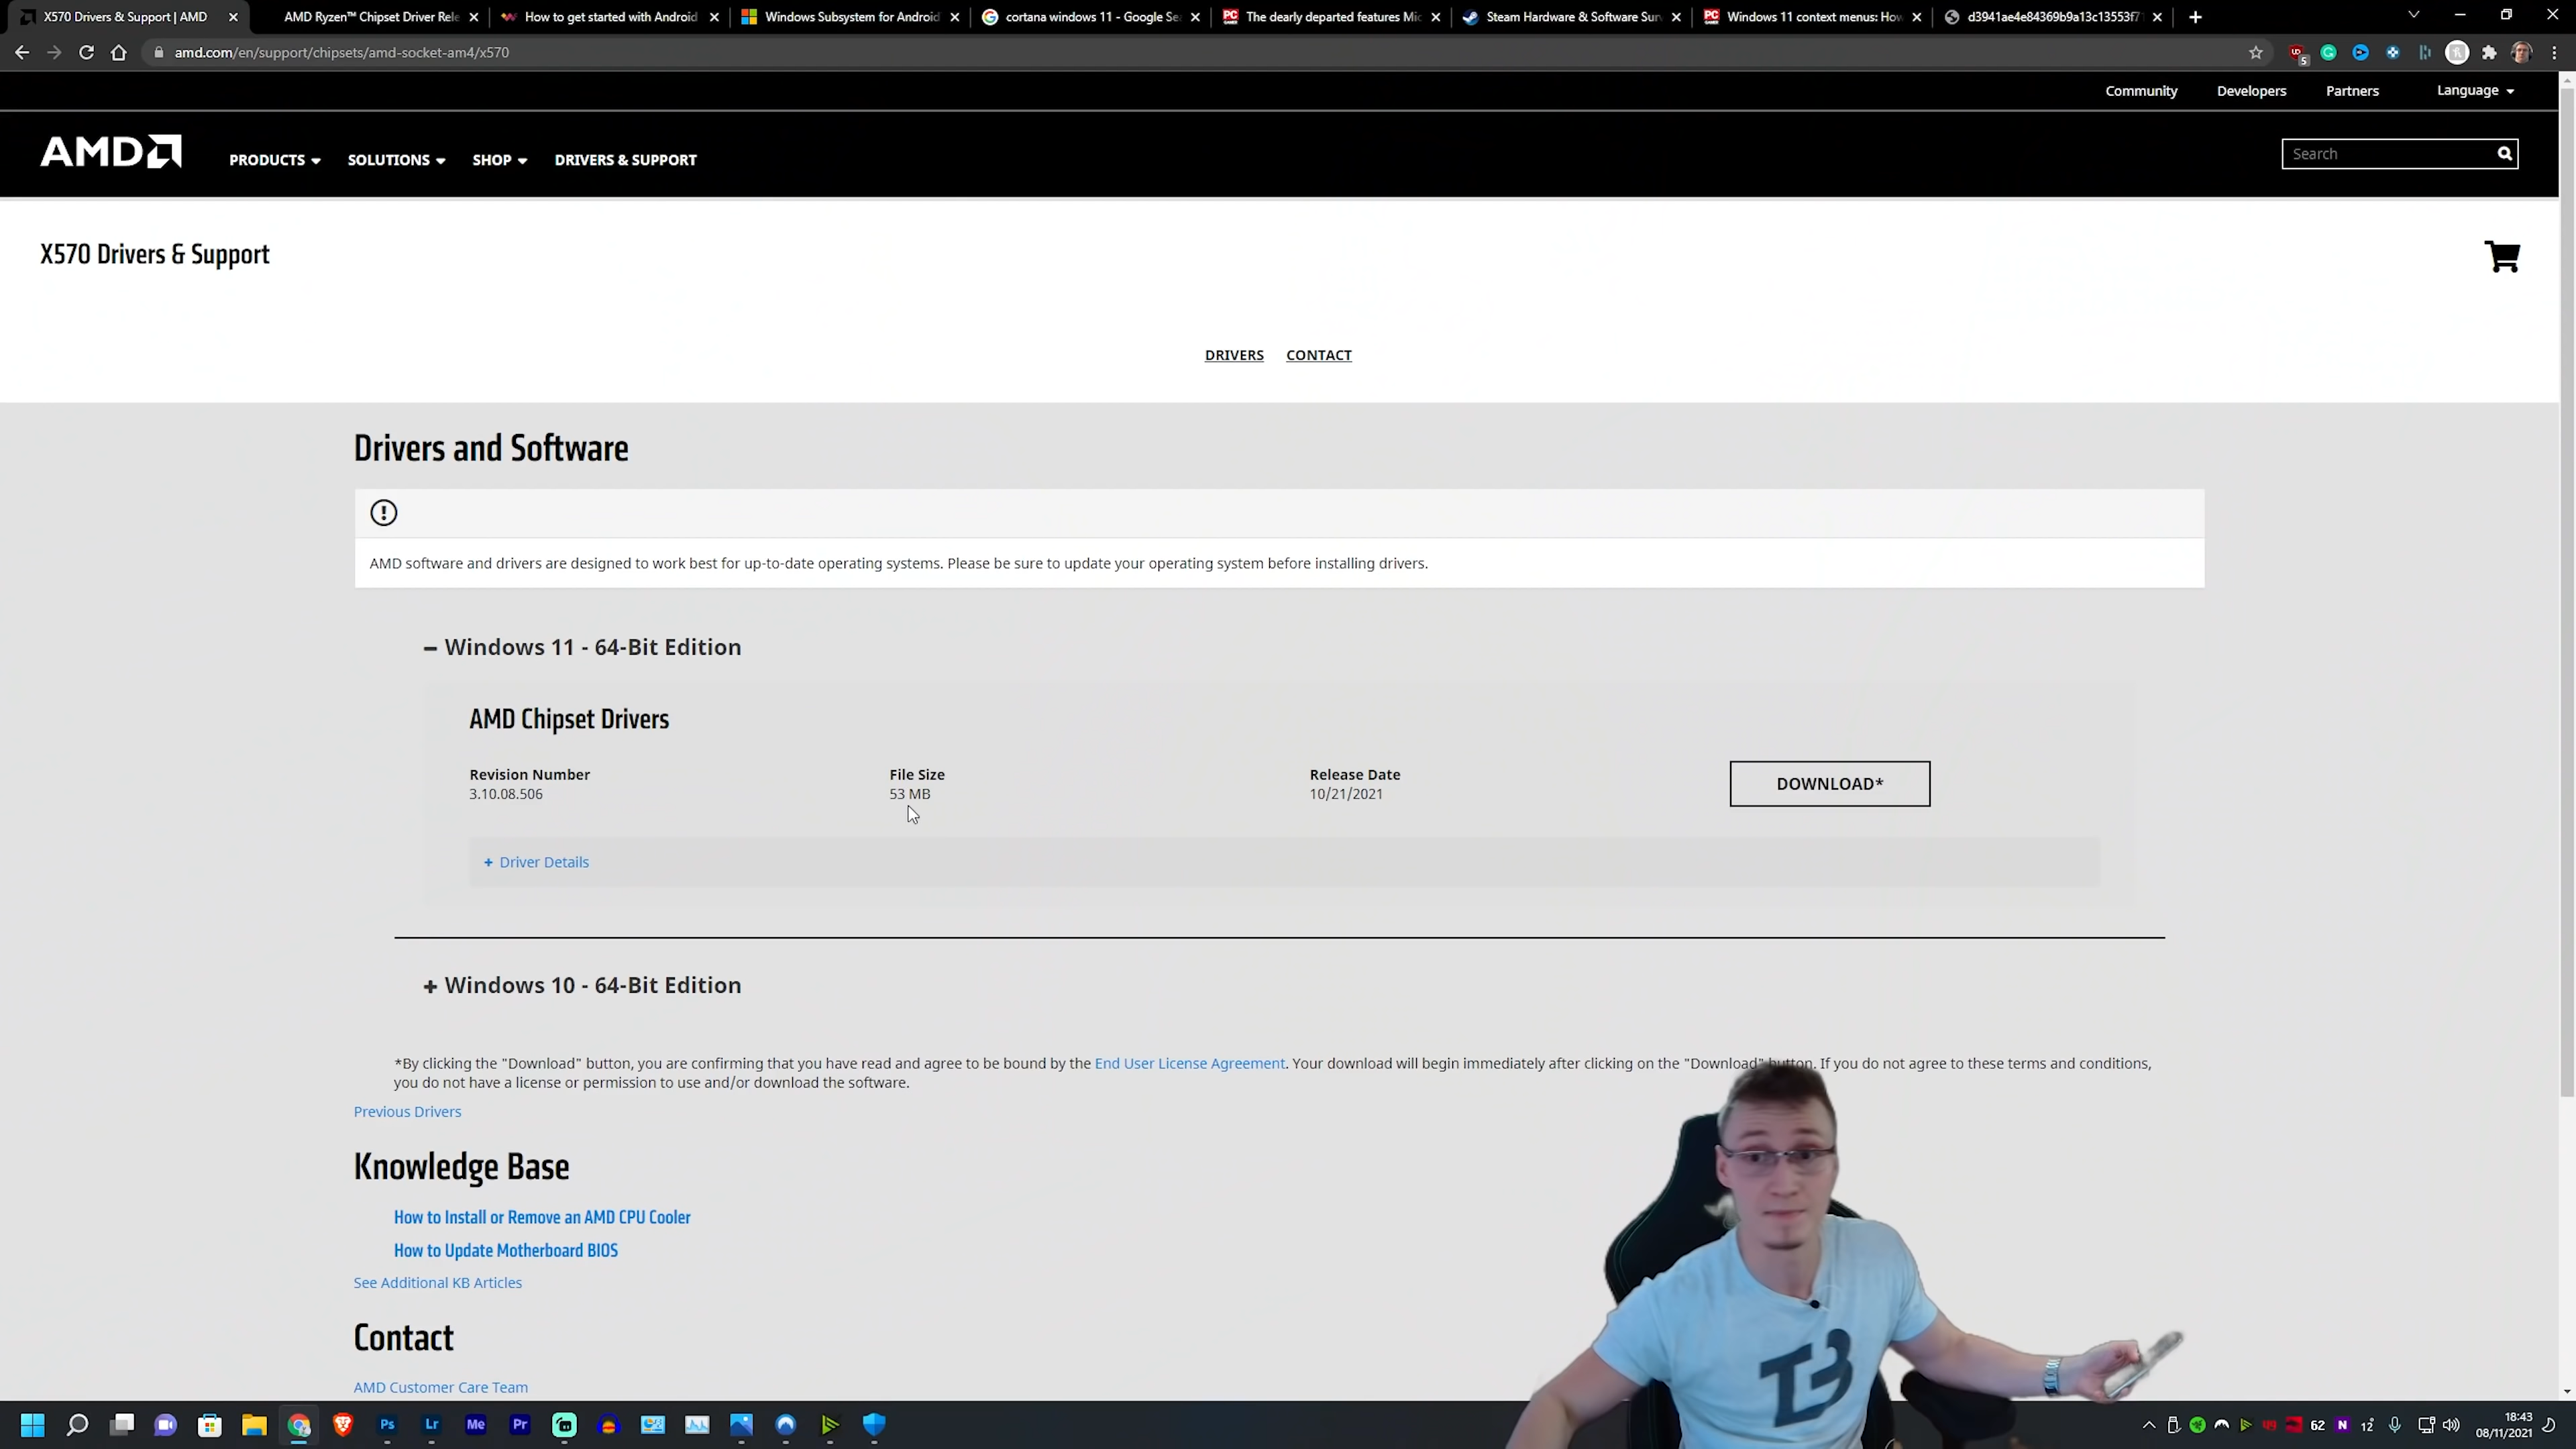 X570 Drivers & Support | AMD
AMD Ryzen™ Chipset Driver Rele
How to get started with Android
Windows Subsystem for Android
cortana windows 11 - Google Se
The dearly departed features Mic
Steam Hardware & Software Sur
Windows 11 context menus: How
d3941ae4e84369b9a13c13553f7
amd.com/en/support/chipsets/amd-socket-am4/x570
Community Developers Partners Language
AMD PRODUCTS SOLUTIONS SHOP DRIVERS & SUPPORT Search
X570 Drivers & Support
DRIVERS CONTACT
Drivers and Software
AMD software and drivers are designed to work best for up-to-date operating systems. Please be sure to update your operating system before installing drivers.
Windows 11 - 64-Bit Edition
AMD Chipset Drivers
Revision Number File Size Release Date
3.10.08.506 53 MB 10/21/2021
DOWNLOAD*
+ Driver Details
+ Windows 10 - 64-Bit Edition
*By clicking the "Download" button, you are confirming that you have read and agree to be bound by the End User License Agreement. Your download will begin immediately after clicking on the "Download" button. If you do not agree to these terms and conditions,
you do not have a license or permission to use and/or download the software.
Previous Drivers
Knowledge Base
How to Install or Remove an AMD CPU Cooler
How to Update Motherboard BIOS
See Additional KB Articles
Contact
AMD Customer Care Team
TB
Ps Lr Me Pr
62 N 12
18:43
08/11/2021